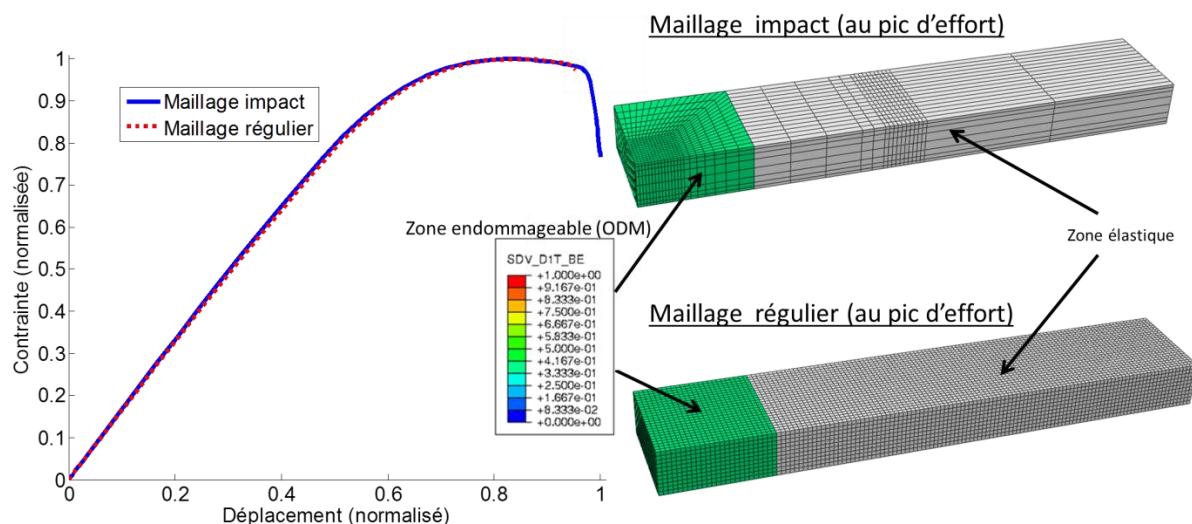 Maillage impact (au pic d'effort)
1
0.9
0.8
0.7
0.6
0.5
0.4
0.3
0.2
0.1
0
Contrainte (normalisée)
Maillage impact
Maillage régulier
0
0.2
0.4
0.6
0.8
1
Déplacement (normalisé)
Zone endommageable (ODM)
SDV_D1T_BE
+1.000e+00
+9.167e-01
+8.333e-01
+7.500e-01
+6.667e-01
+5.833e-01
+5.000e-01
+4.167e-01
+3.333e-01
+2.500e-01
+1.667e-01
+8.333e-02
+0.000e+00
Zone élastique
Maillage régulier (au pic d'effort)